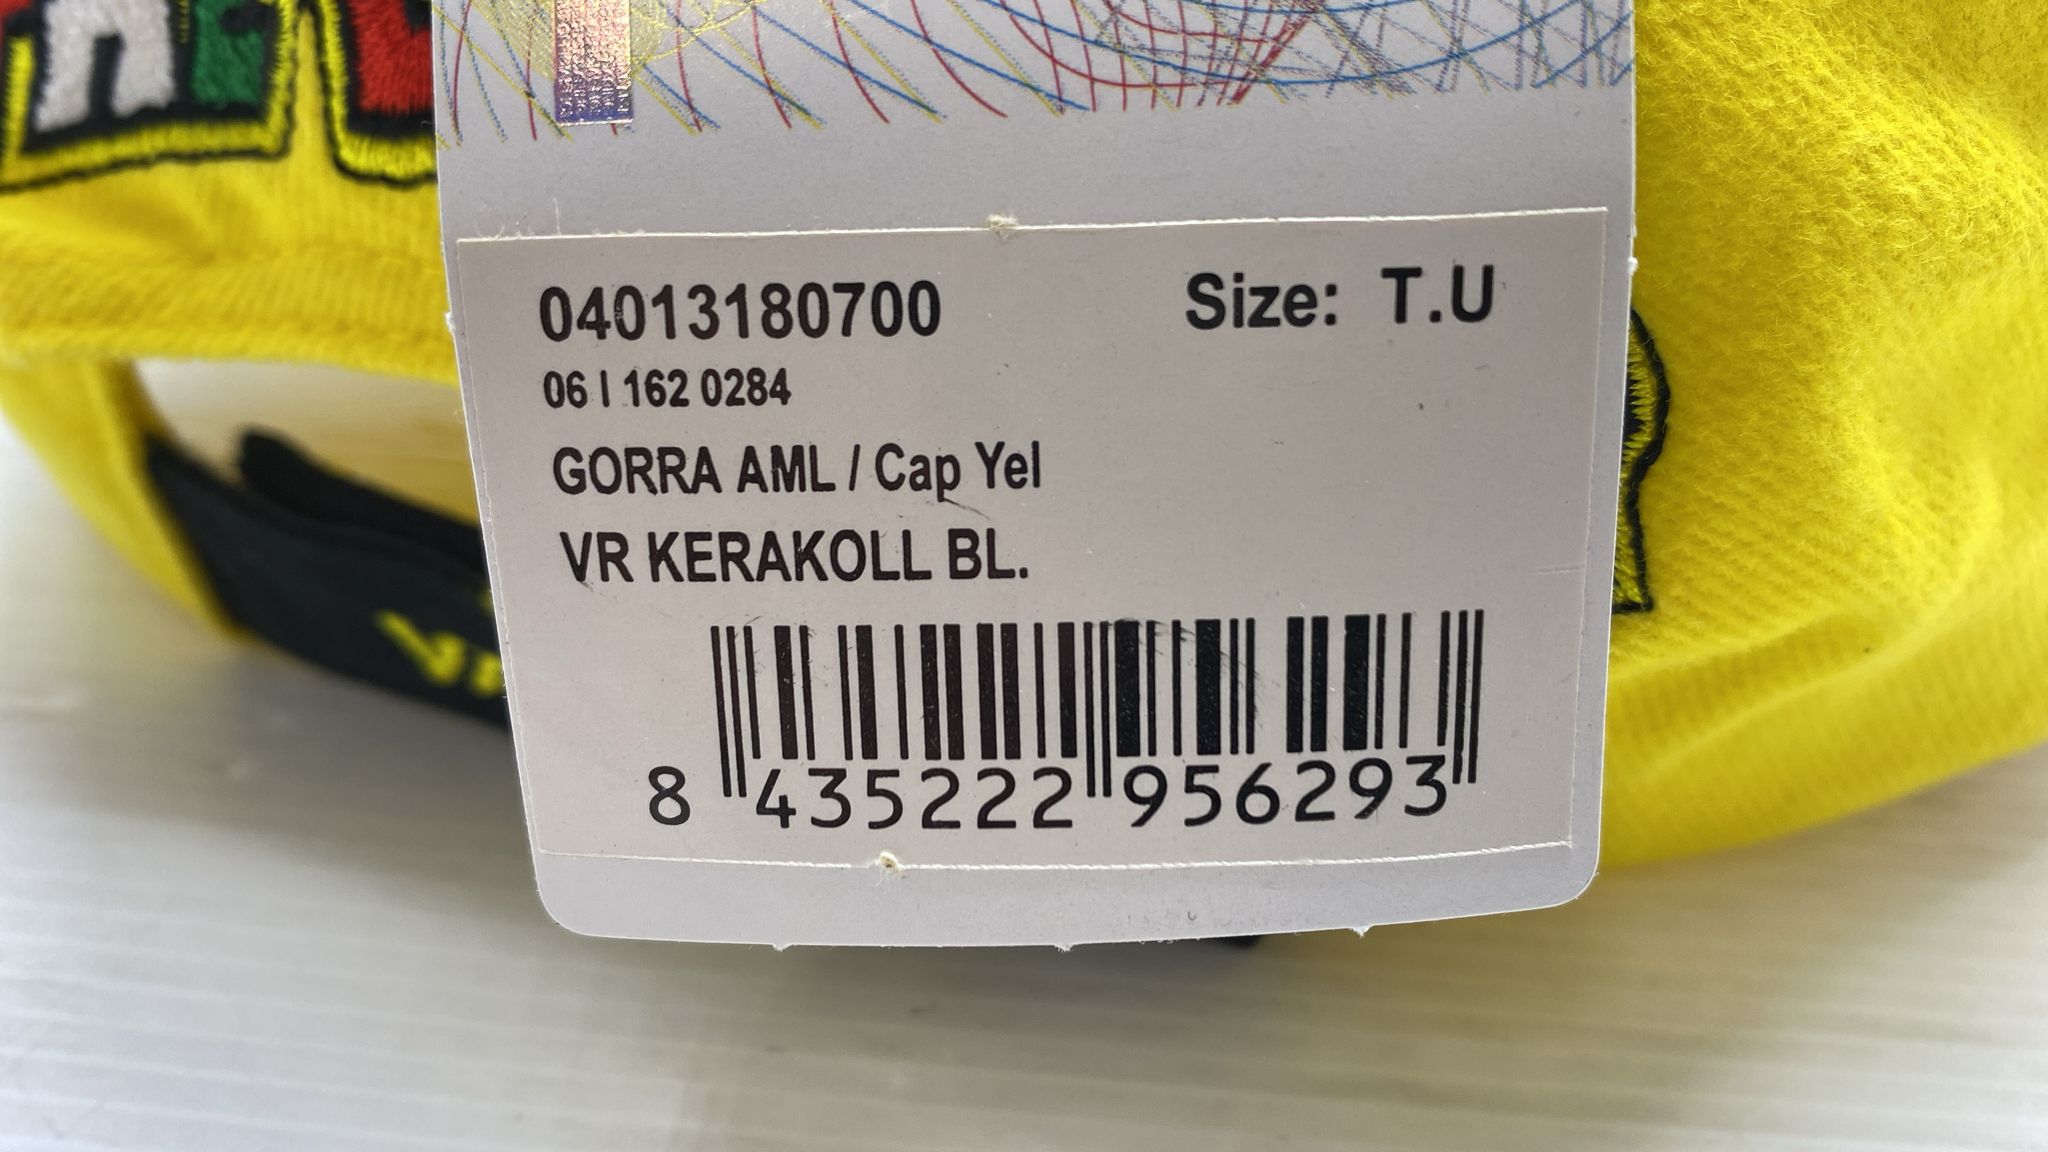 04013180700
Size: T.U
06 I 162 0284
GORRA AML / Cap Yel
VR KERAKOLL BL.
8 435222 956293